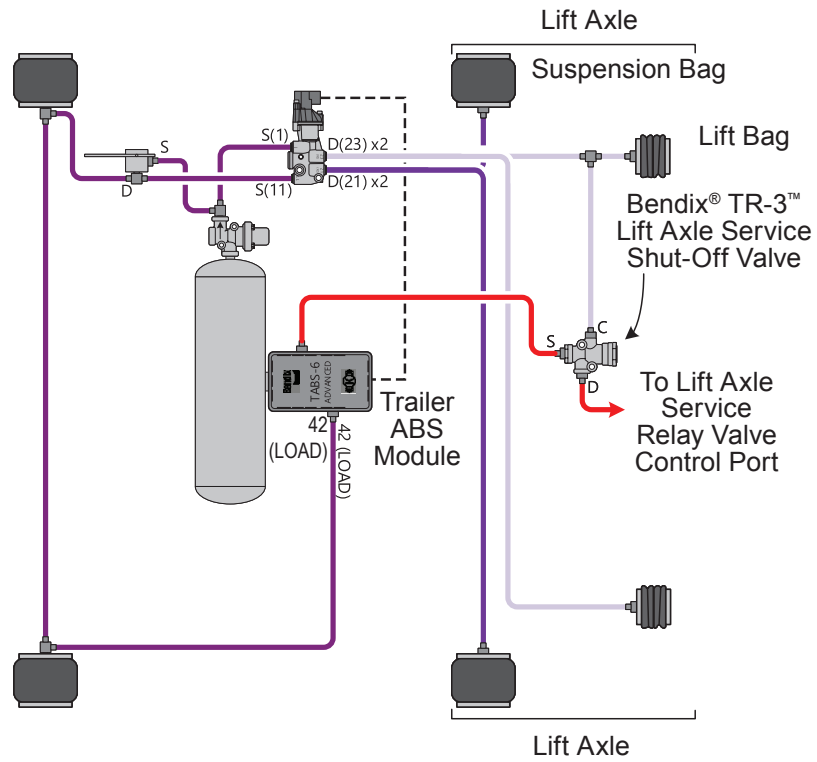 Lift Axle
Suspension Bag
S(1)
D(23) x2
S
Lift Bag
D
S(11)
D(21) x2
Bendix® TR-3™
Lift Axle Service
Shut-Off Valve
C
S
D
Bendix
TABS-6
ADVANCED
To Lift Axle
Service
Relay Valve
Control Port
Trailer
ABS
Module
42
(LOAD)
42 (LOAD)
Lift Axle